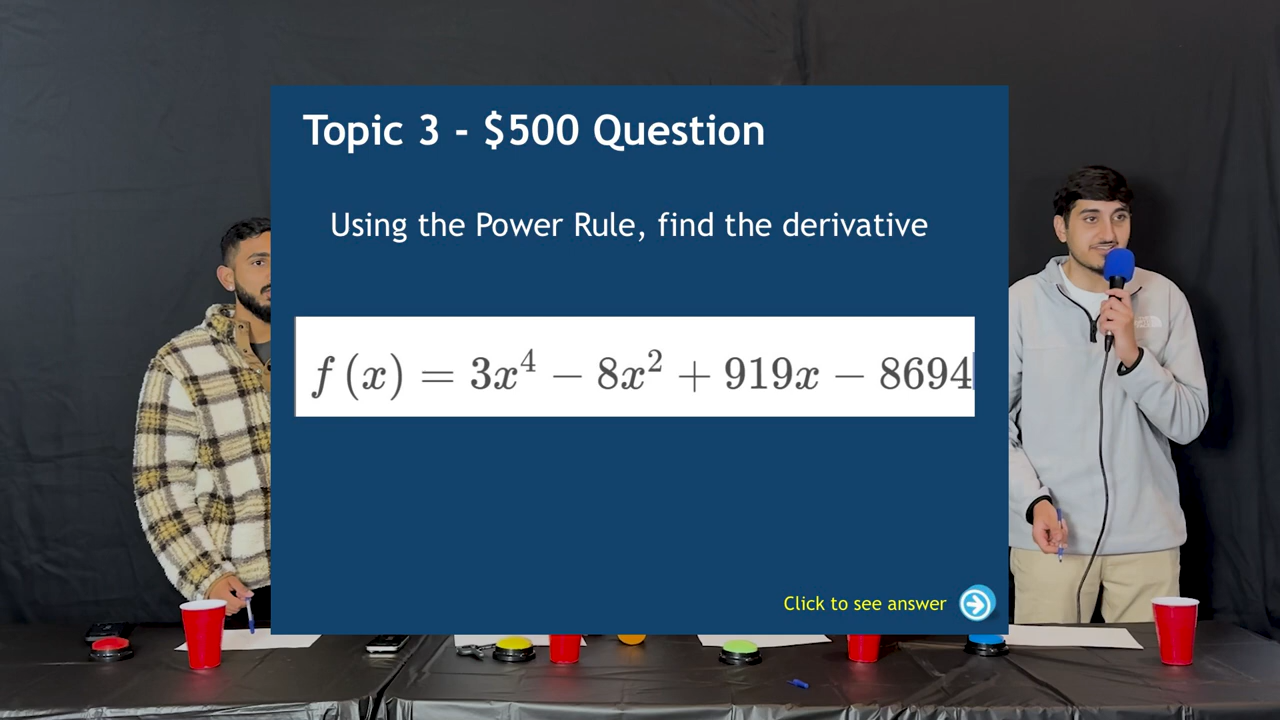 Topic 3 - $500 Question
Using the Power Rule, find the derivative
f (x) = 3x⁴ − 8x² + 919x − 8694
Click to see answer